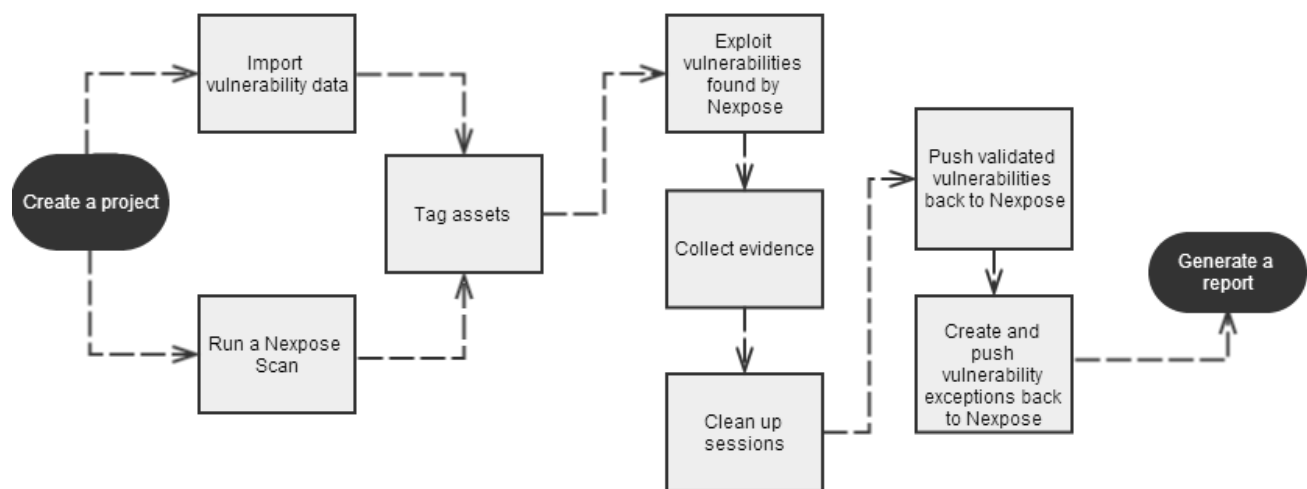 Create a project
Import
vulnerability data
Run a Nexpose
Scan
Tag assets
Exploit
vulnerabilities
found by
Nexpose
Collect evidence
Clean up
sessions
Push validated
vulnerabilities
back to Nexpose
Create and
push
vulnerability
exceptions back
to Nexpose
Generate a
report